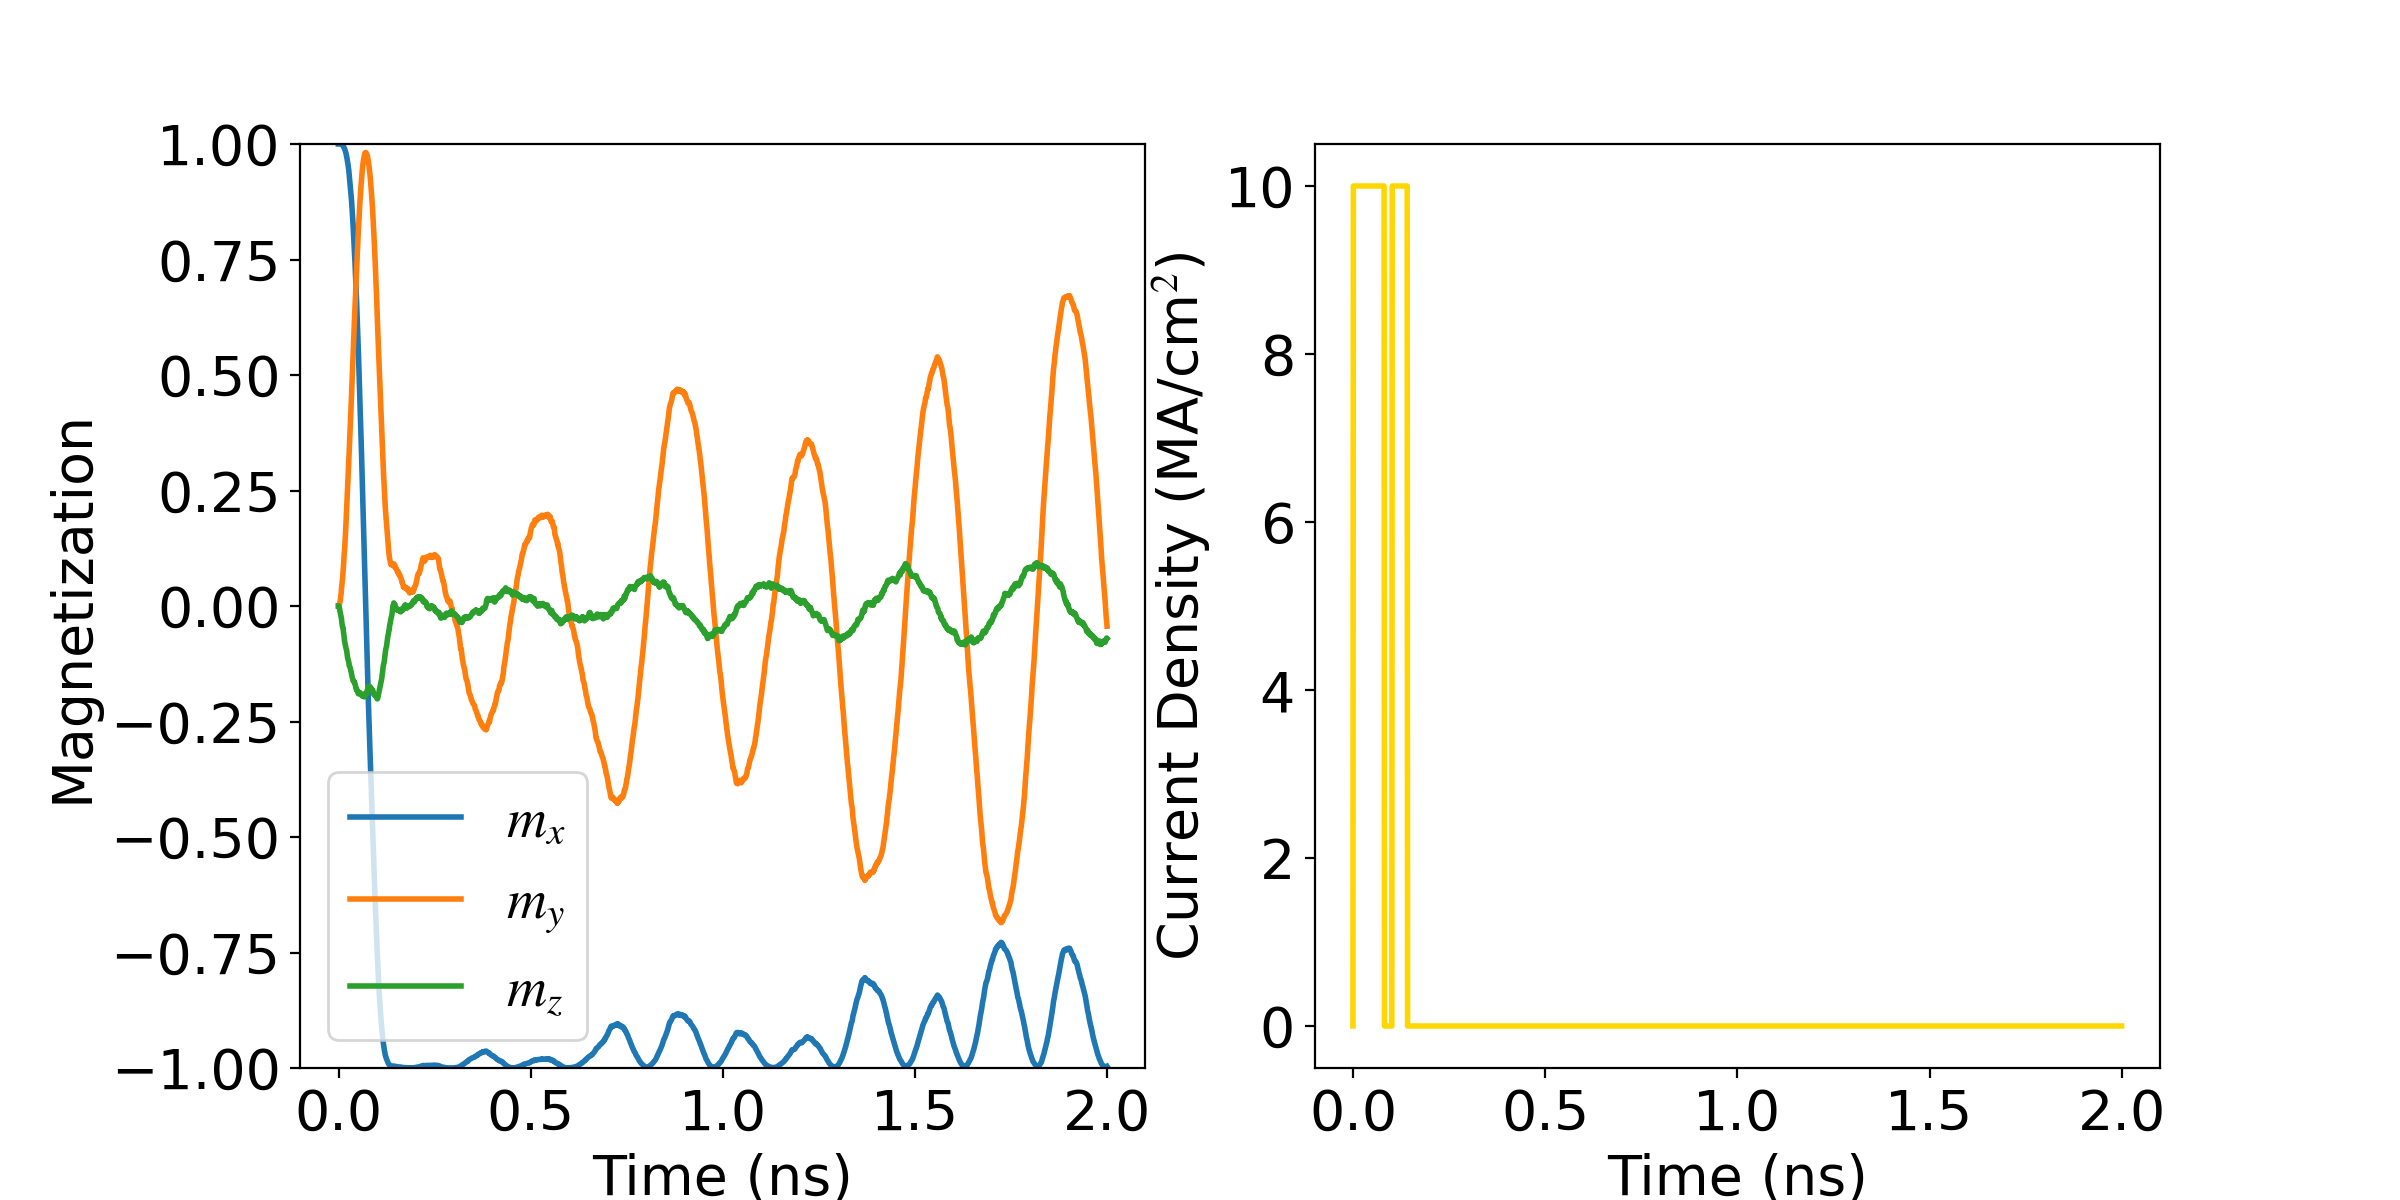 Magnetization
1.00
0.75
0.50
0.25
0.00
−0.25
−0.50
−0.75
−1.00
m_x
m_y
m_z
0.0 0.5 1.0 1.5 2.0
Time (ns)
Current Density (MA/cm²)
10
8
6
4
2
0
0.0 0.5 1.0 1.5 2.0
Time (ns)